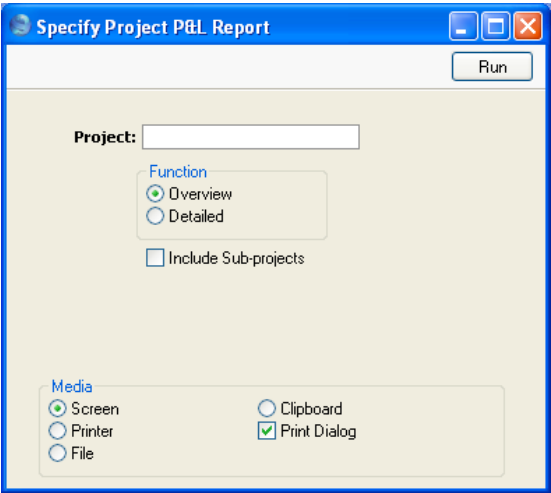 Specify Project P&L Report
Run
Project:
Function
Overview
Detailed
Include Sub-projects
Media
Screen
Clipboard
Printer
Print Dialog
File